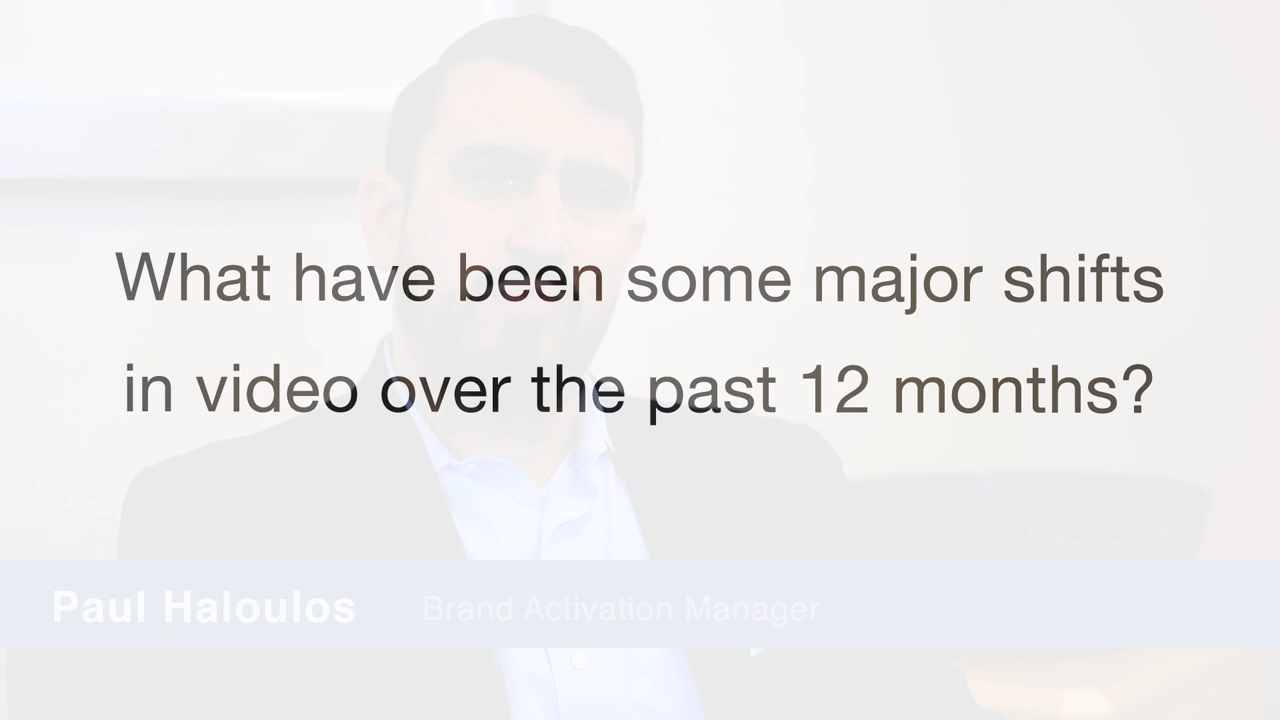 What have been some major shifts
in video over the past 12 months?
Paul Haloulos Brand Activation Manager